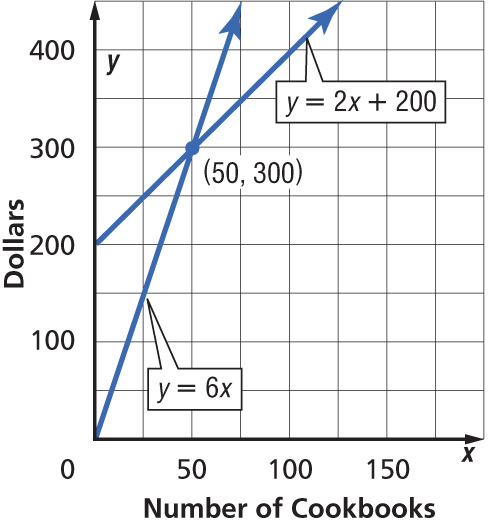 400
y
y = 2x + 200
300
(50, 300)
Dollars
200
100
y = 6x
x
0
50
100
150
Number of Cookbooks